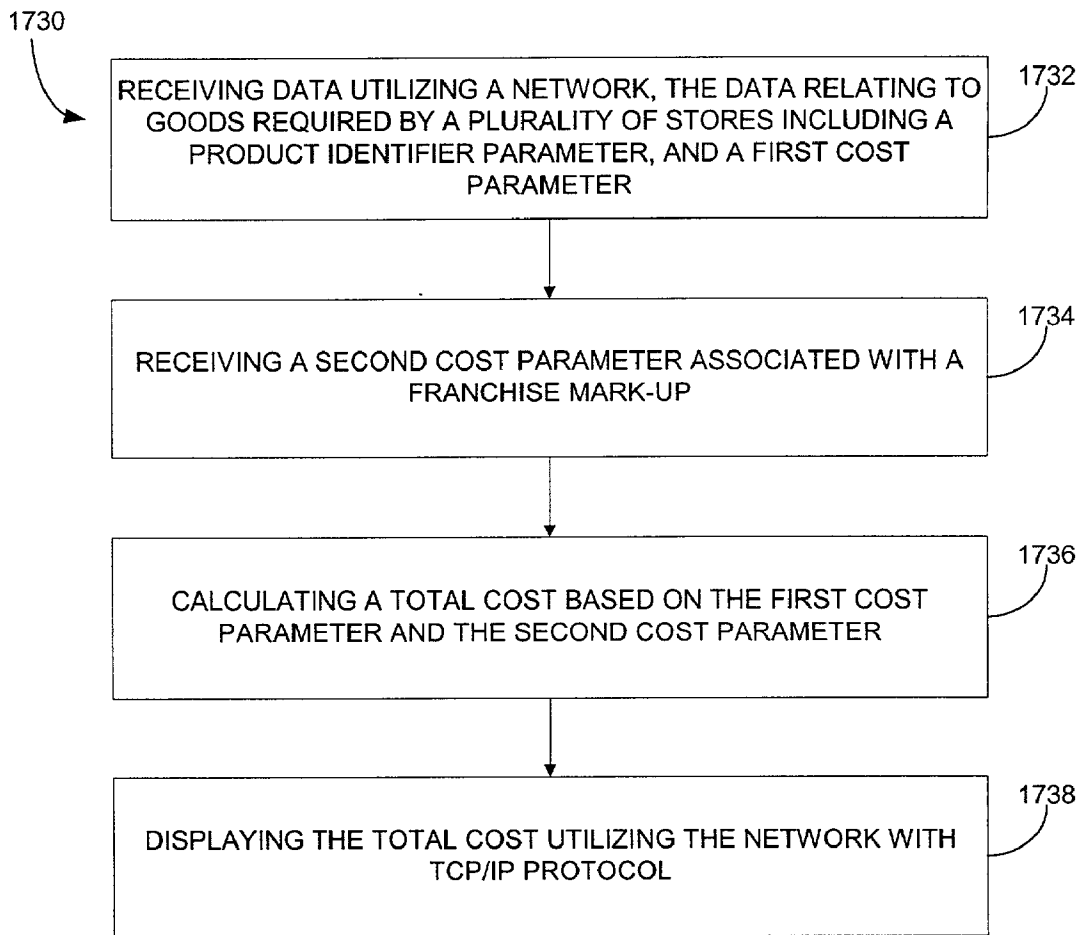 1730
RECEIVING DATA UTILIZING A NETWORK, THE DATA RELATING TO
GOODS REQUIRED BY A PLURALITY OF STORES INCLUDING A
PRODUCT IDENTIFIER PARAMETER, AND A FIRST COST
PARAMETER
1732
RECEIVING A SECOND COST PARAMETER ASSOCIATED WITH A
FRANCHISE MARK-UP
1734
CALCULATING A TOTAL COST BASED ON THE FIRST COST
PARAMETER AND THE SECOND COST PARAMETER
1736
DISPLAYING THE TOTAL COST UTILIZING THE NETWORK WITH
TCP/IP PROTOCOL
1738